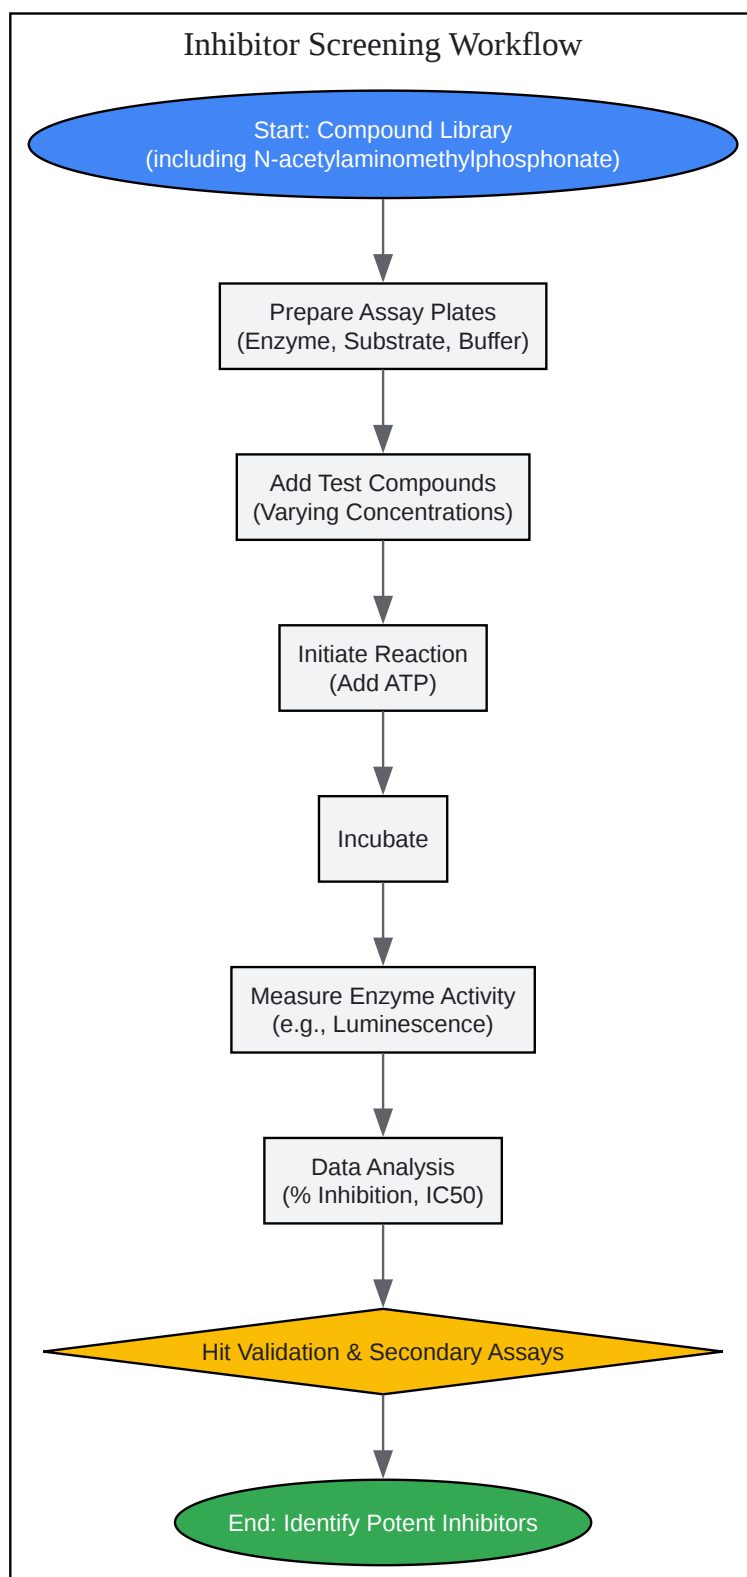 Inhibitor Screening Workflow
Start: Compound Library
(including N-acetylaminomethylphosphonate)
Prepare Assay Plates
(Enzyme, Substrate, Buffer)
Add Test Compounds
(Varying Concentrations)
Initiate Reaction
(Add ATP)
Incubate
Measure Enzyme Activity
(e.g., Luminescence)
Data Analysis
(% Inhibition, IC50)
Hit Validation & Secondary Assays
End: Identify Potent Inhibitors